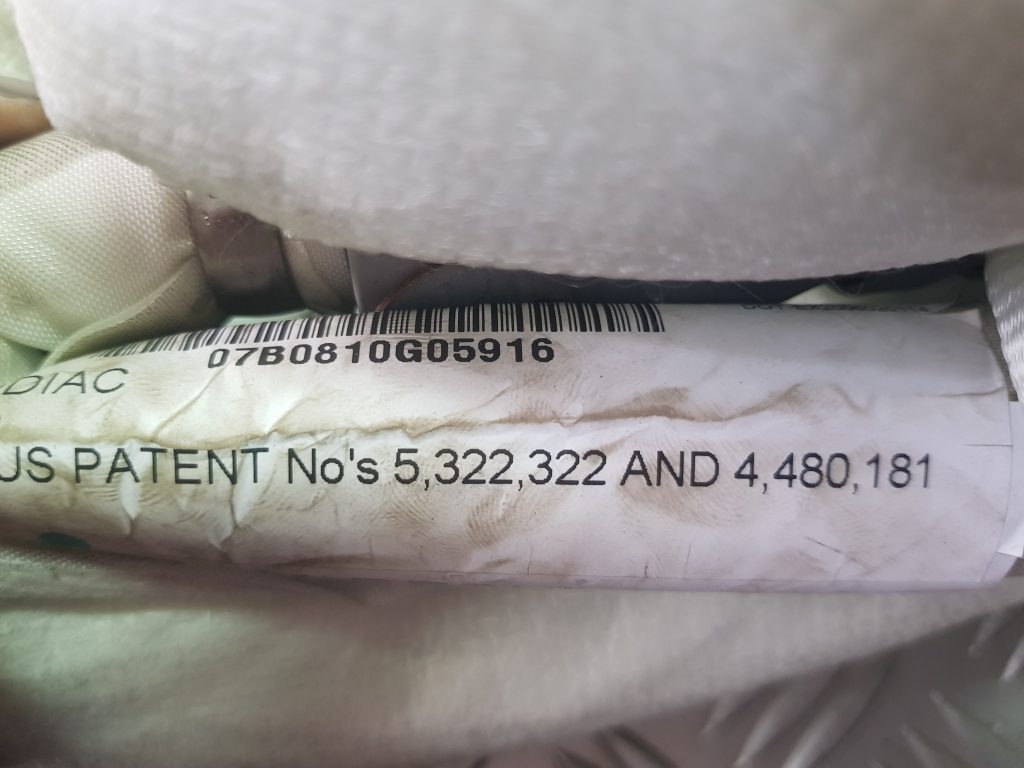 07B0810G05916
DIAC
US PATENT No's 5,322,322 AND 4,480,181